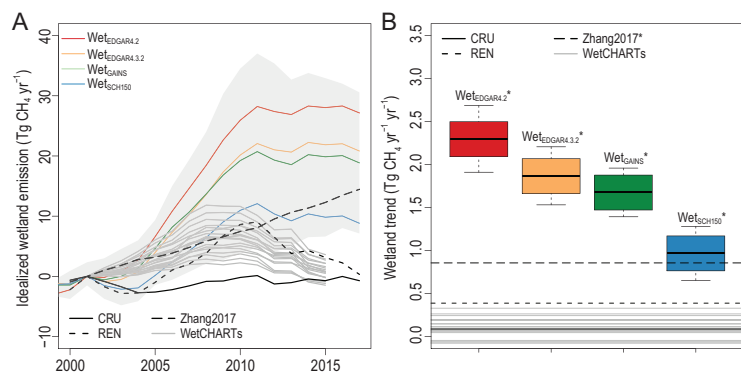 A
Idealized wetland emission (Tg CH4 yr−1)
40
30
20
10
0
−10
WetEDGAR4.2
WetEDGAR4.3.2
WetGAINS
WetSCH150
CRU
REN
Zhang2017
WetCHARTs
2000
2005
2010
2015
B
Wetland trend (Tg CH4 yr−1 yr−1)
3.5
3.0
2.5
2.0
1.5
1.0
0.5
0.0
CRU
REN
Zhang2017*
WetCHARTs
WetEDGAR4.2*
WetEDGAR4.3.2*
WetGAINS*
WetSCH150*